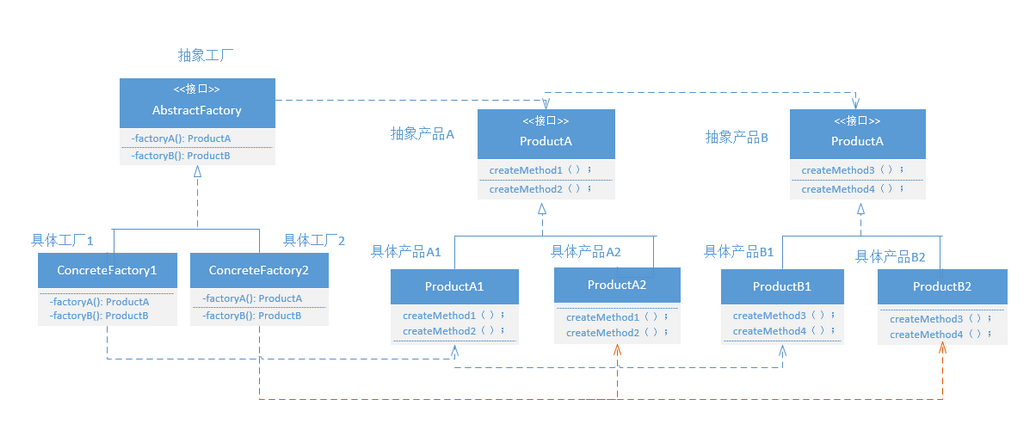 抽象工厂
<<接口>>
AbstractFactory
-factoryA(): ProductA
-factoryB(): ProductB
抽象产品A
<<接口>>
ProductA
createMethod1（）；
createMethod2（）；
抽象产品B
<<接口>>
ProductA
createMethod3（）；
createMethod4（）；
具体工厂1
ConcreteFactory1
-factoryA(): ProductA
-factoryB(): ProductB
具体工厂2
ConcreteFactory2
-factoryA(): ProductA
-factoryB(): ProductB
具体产品A1
ProductA1
createMethod1（）；
createMethod2（）；
具体产品A2
ProductA2
createMethod1（）；
createMethod2（）；
具体产品B1
ProductB1
createMethod3（）；
createMethod4（）；
具体产品B2
ProductB2
createMethod3（）；
createMethod4（）；